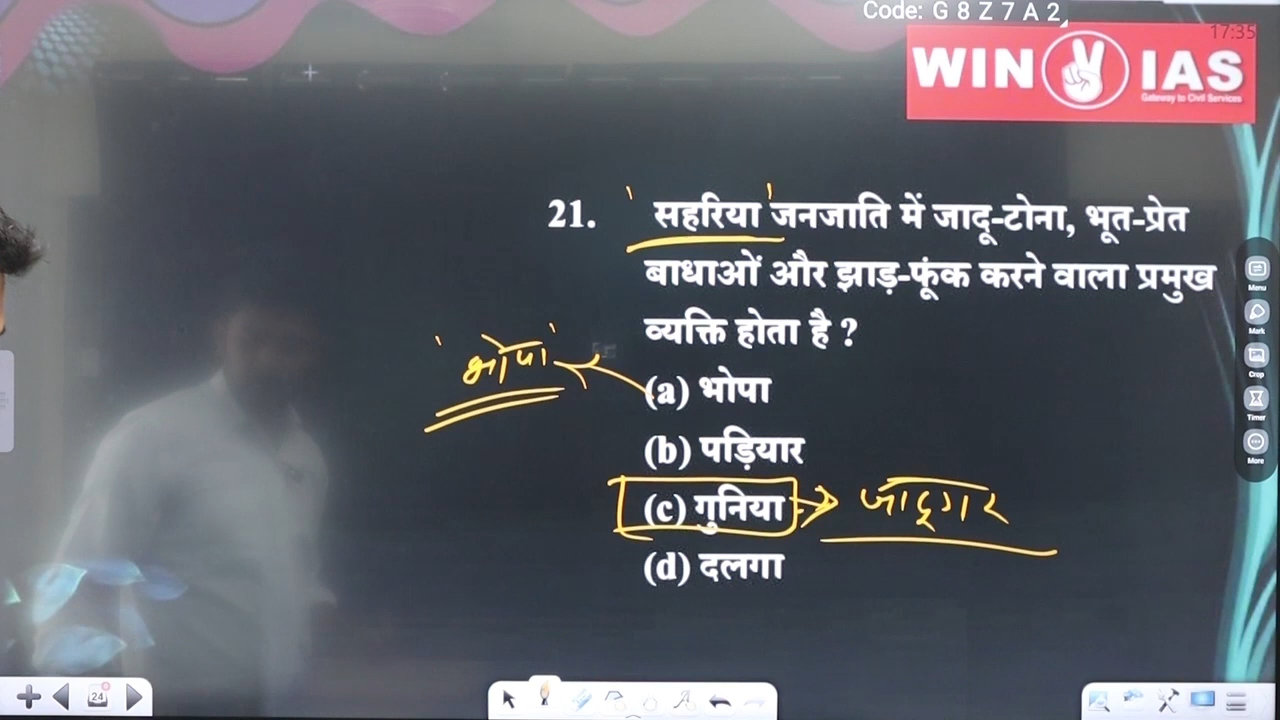 Code: G 8 Z 7 A 2
17:35
WIN IAS
Gateway to Civil Services
21. ' सहरिया ' जनजाति में जादू-टोना, भूत-प्रेत
बाधाओं और झाड़-फूंक करने वाला प्रमुख
व्यक्ति होता है ?
' भोपा '
(a) भोपा
(b) पड़ियार
(c) गुनिया → जादूगर
(d) दलगा
Menu
Mark
Crop
Timer
More
24